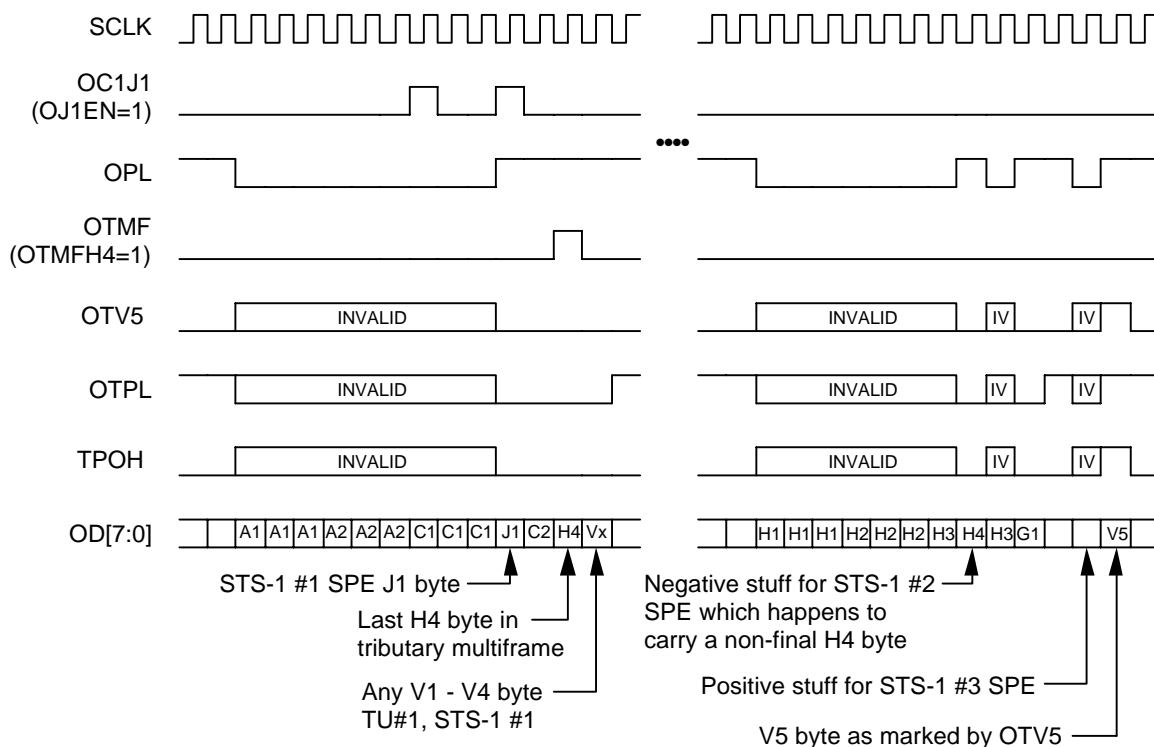 SCLK
OC1J1
(OJ1EN=1)
OPL
OTMF
(OTMFH4=1)
OTV5 INVALID INVALID IV IV
OTPL INVALID INVALID IV IV
TPOH INVALID INVALID IV IV
OD[7:0] A1 A1 A1 A2 A2 A2 C1 C1 C1 J1 C2 H4 Vx H1 H1 H1 H2 H2 H2 H3 H4 H3 G1 V5
STS-1 #1 SPE J1 byte
Last H4 byte in
tributary multiframe
Any V1 - V4 byte
TU#1, STS-1 #1
Negative stuff for STS-1 #2
SPE which happens to
carry a non-final H4 byte
Positive stuff for STS-1 #3 SPE
V5 byte as marked by OTV5